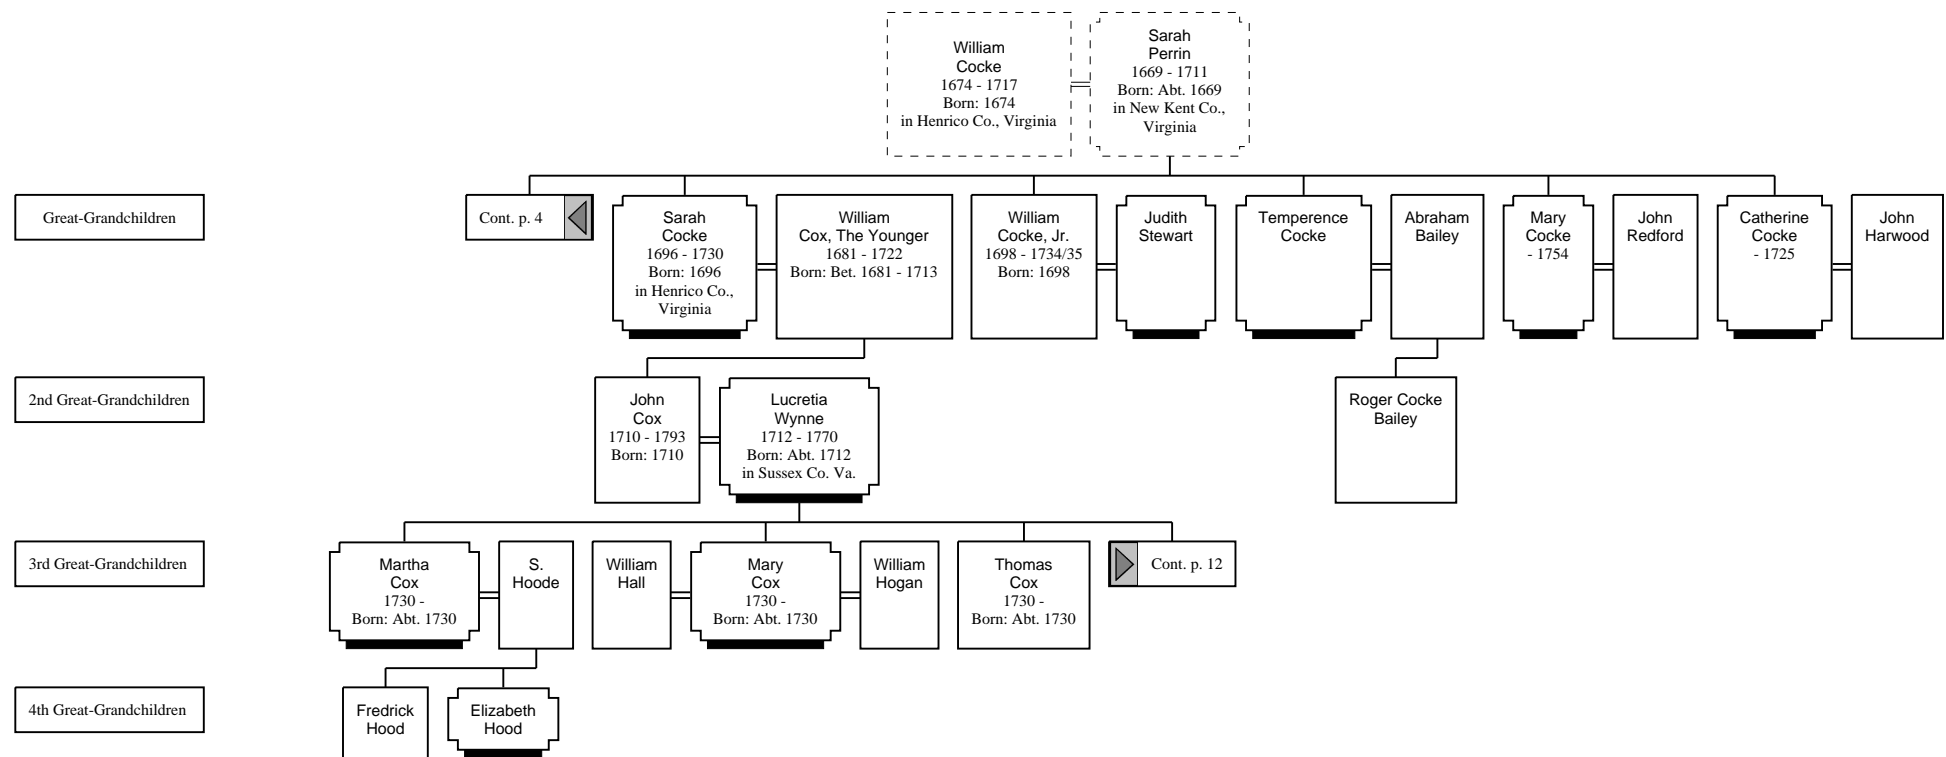 William
Cocke
1674 - 1717
Born: 1674
in Henrico Co., Virginia
Sarah
Perrin
1669 - 1711
Born: Abt. 1669
in New Kent Co.,
Virginia
Great-Grandchildren
Cont. p. 4
Sarah
Cocke
1696 - 1730
Born: 1696
in Henrico Co.,
Virginia
William
Cox, The Younger
1681 - 1722
Born: Bet. 1681 - 1713
William
Cocke, Jr.
1698 - 1734/35
Born: 1698
Judith
Stewart
Temperence
Cocke
Abraham
Bailey
Mary
Cocke
- 1754
John
Redford
Catherine
Cocke
- 1725
John
Harwood
2nd Great-Grandchildren
John
Cox
1710 - 1793
Born: 1710
Lucretia
Wynne
1712 - 1770
Born: Abt. 1712
in Sussex Co. Va.
Roger Cocke
Bailey
3rd Great-Grandchildren
Martha
Cox
1730 -
Born: Abt. 1730
S.
Hoode
William
Hall
Mary
Cox
1730 -
Born: Abt. 1730
William
Hogan
Thomas
Cox
1730 -
Born: Abt. 1730
Cont. p. 12
4th Great-Grandchildren
Fredrick
Hood
Elizabeth
Hood